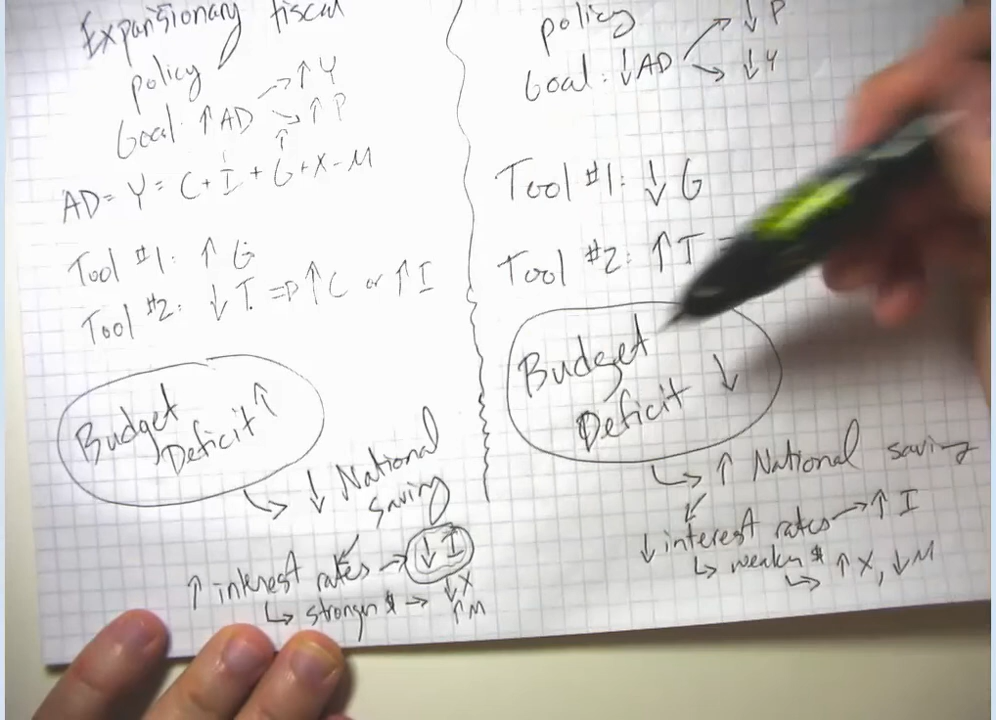 Expansionary fiscal
policy
Goal: ↑ AD → ↑ Y
→ ↑ P
AD = Y = C + I + G + X - M
Tool #1: ↑ G
Tool #2: ↓ T ⇒ ↑ C or ↑ I
Budget
Deficit ↑
↳ ↓ National
saving
↑ interest rates → ↓ I
↳ stronger $ → ↓ X
↑ M
policy
Goal: ↓ AD → ↓ P
→ ↓ Y
Tool #1: ↓ G
Tool #2: ↑ T =
Budget
Deficit ↓
↳ ↑ National saving
↓ interest rates → ↑ I
↳ weaker $
↳ ↑ X, ↓ M